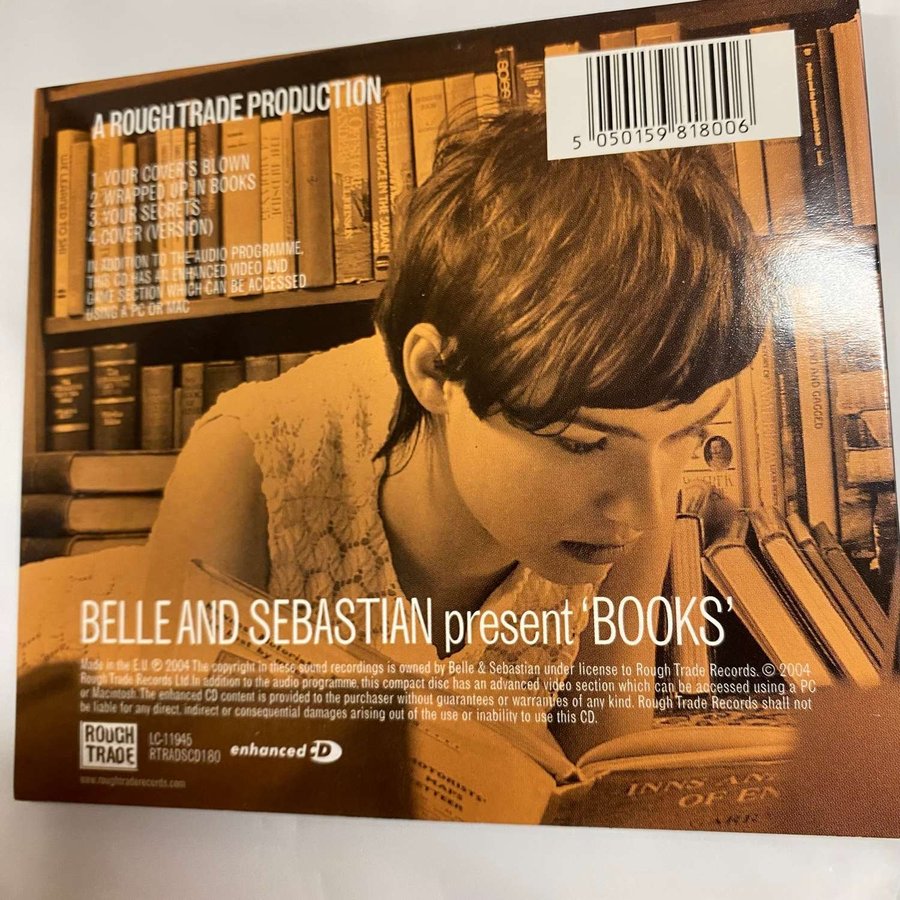 A ROUGH TRADE PRODUCTION
1. YOUR COVER'S BLOWN
2. WRAPPED UP IN BOOKS
3. YOUR SECRETS
4. COVER (VERSION)
IN ADDITION TO THE AUDIO PROGRAMME,
THIS CD HAS AN ENHANCED VIDEO AND
GAME SECTION, WHICH CAN BE ACCESSED
USING A PC OR MAC
5 050159 818006
BELLE AND SEBASTIAN present 'BOOKS'
Made in the E.U ℗ 2004 The copyright in these sound recordings is owned by Belle & Sebastian under license to Rough Trade Records. © 2004
Rough Trade Records Ltd. In addition to the audio programme, this compact disc has an advanced video section which can be accessed using a PC
or Macintosh. The enhanced CD content is provided to the purchaser without guarantees or warranties of any kind. Rough Trade Records shall not
be liable for any direct, indirect or consequential damages arising out of the use or inability to use this CD.
ROUGH
TRADE
LC-11945
RTRADSCD180
enhanced CD
www.roughtraderecords.com
MAPS
INNS AN
OF EN